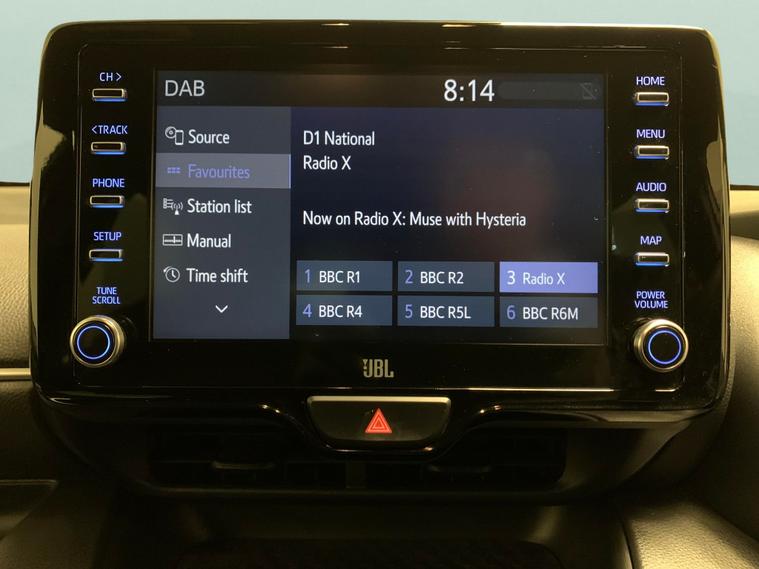 CH >
<TRACK
PHONE
SETUP
TUNE
SCROLL
DAB
8:14
Source
Favourites
Station list
Manual
Time shift
D1 National
Radio X
Now on Radio X: Muse with Hysteria
1 BBC R1
2 BBC R2
3 Radio X
4 BBC R4
5 BBC R5L
6 BBC R6M
HOME
MENU
AUDIO
MAP
POWER
VOLUME
JBL